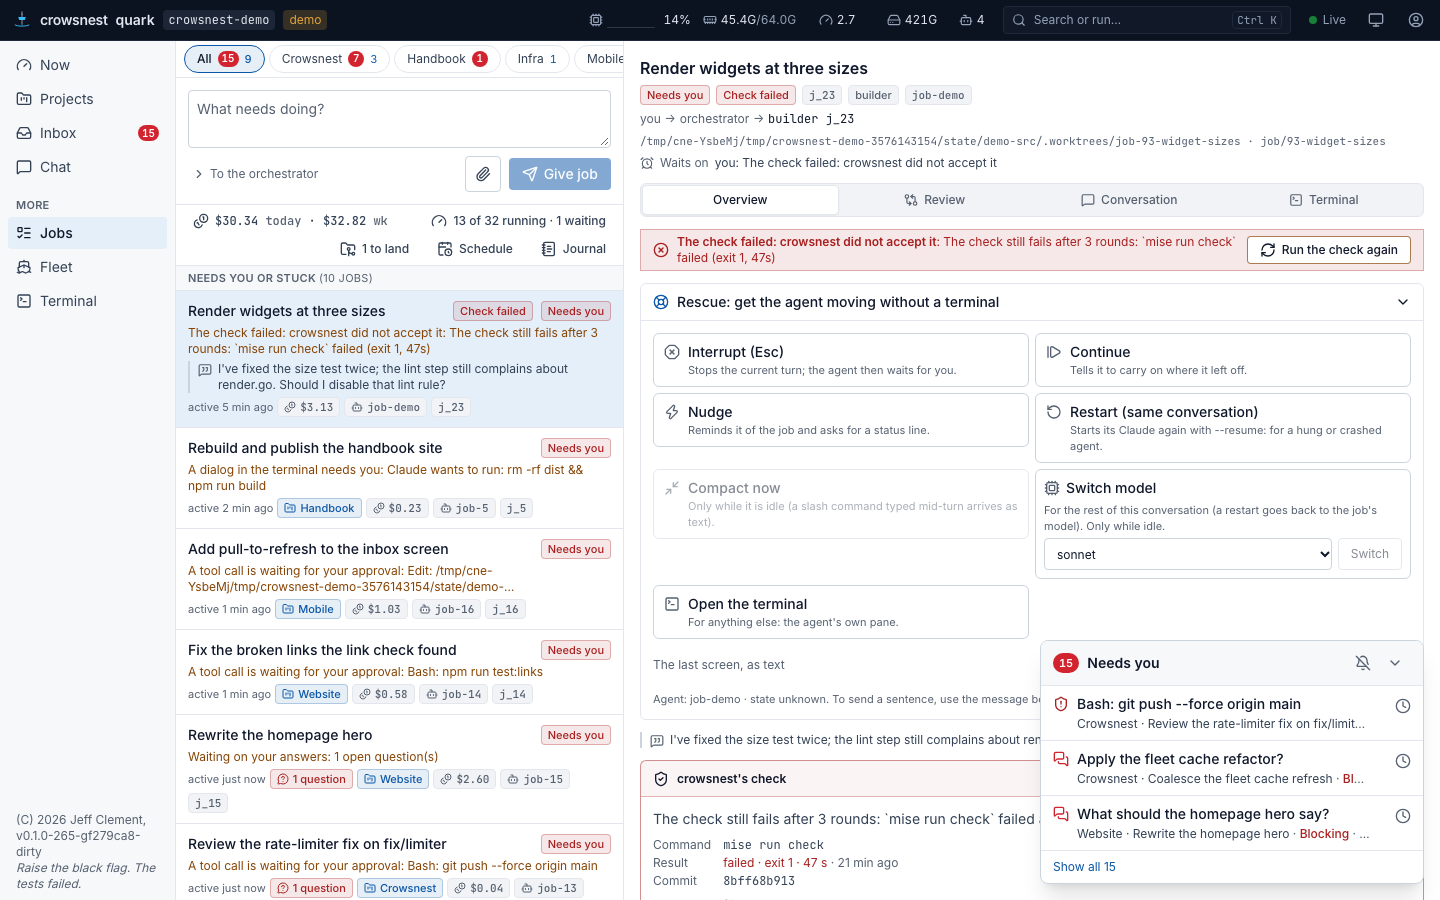 crowsnest quark crowsnest-demo demo
14% 45.4G/64.0G 2.7 421G 4
Search or run... Ctrl K
Live
Now
Projects
Inbox 15
Chat
MORE
Jobs
Fleet
Terminal
(C) 2026 Jeff Clement,
v0.1.0-265-gf279ca8-
dirty
Raise the black flag. The
tests failed.
All 15 9 Crowsnest 7 3 Handbook 1 Infra 1 Mobile
What needs doing?
To the orchestrator
Give job
$30.34 today · $32.82 wk
13 of 32 running · 1 waiting
1 to land Schedule Journal
NEEDS YOU OR STUCK (10 JOBS)
Render widgets at three sizes Check failed Needs you
The check failed: crowsnest did not accept it: The check still fails after 3
rounds: `mise run check` failed (exit 1, 47s)
I've fixed the size test twice; the lint step still complains about
render.go. Should I disable that lint rule?
active 5 min ago $3.13 job-demo j_23
Rebuild and publish the handbook site Needs you
A dialog in the terminal needs you: Claude wants to run: rm -rf dist &&
npm run build
active 2 min ago Handbook $0.23 job-5 j_5
Add pull-to-refresh to the inbox screen Needs you
A tool call is waiting for your approval: Edit: /tmp/cne-
YsbeMj/tmp/crowsnest-demo-3576143154/state/demo-...
active 1 min ago Mobile $1.03 job-16 j_16
Fix the broken links the link check found Needs you
A tool call is waiting for your approval: Bash: npm run test:links
active 1 min ago Website $0.58 job-14 j_14
Rewrite the homepage hero Needs you
Waiting on your answers: 1 open question(s)
active just now 1 question Website $2.60 job-15
j_15
Review the rate-limiter fix on fix/limiter Needs you
A tool call is waiting for your approval: Bash: git push --force origin main
active just now 1 question Crowsnest $0.04 job-13
Render widgets at three sizes
Needs you Check failed j_23 builder job-demo
you → orchestrator → builder j_23
/tmp/cne-YsbeMj/tmp/crowsnest-demo-3576143154/state/demo-src/.worktrees/job-93-widget-sizes · job/93-widget-sizes
Waits on you: The check failed: crowsnest did not accept it
Overview Review Conversation Terminal
The check failed: crowsnest did not accept it: The check still fails after 3 rounds: `mise run check`
failed (exit 1, 47s)
Run the check again
Rescue: get the agent moving without a terminal
Interrupt (Esc)
Stops the current turn; the agent then waits for you.
Continue
Tells it to carry on where it left off.
Nudge
Reminds it of the job and asks for a status line.
Restart (same conversation)
Starts its Claude again with --resume: for a hung or crashed
agent.
Compact now
Only while it is idle (a slash command typed mid-turn arrives as
text).
Switch model
For the rest of this conversation (a restart goes back to the job's
model). Only while idle.
sonnet Switch
Open the terminal
For anything else: the agent's own pane.
The last screen, as text
Agent: job-demo · state unknown. To send a sentence, use the message b
I've fixed the size test twice; the lint step still complains about ren
crowsnest's check
The check still fails after 3 rounds: `mise run check` failed
Command mise run check
Result failed · exit 1 · 47 s · 21 min ago
Commit 8bff68b913
15 Needs you
Bash: git push --force origin main
Crowsnest · Review the rate-limiter fix on fix/limit...
Apply the fleet cache refactor?
Crowsnest · Coalesce the fleet cache refresh · Bl...
What should the homepage hero say?
Website · Rewrite the homepage hero · Blocking · ...
Show all 15